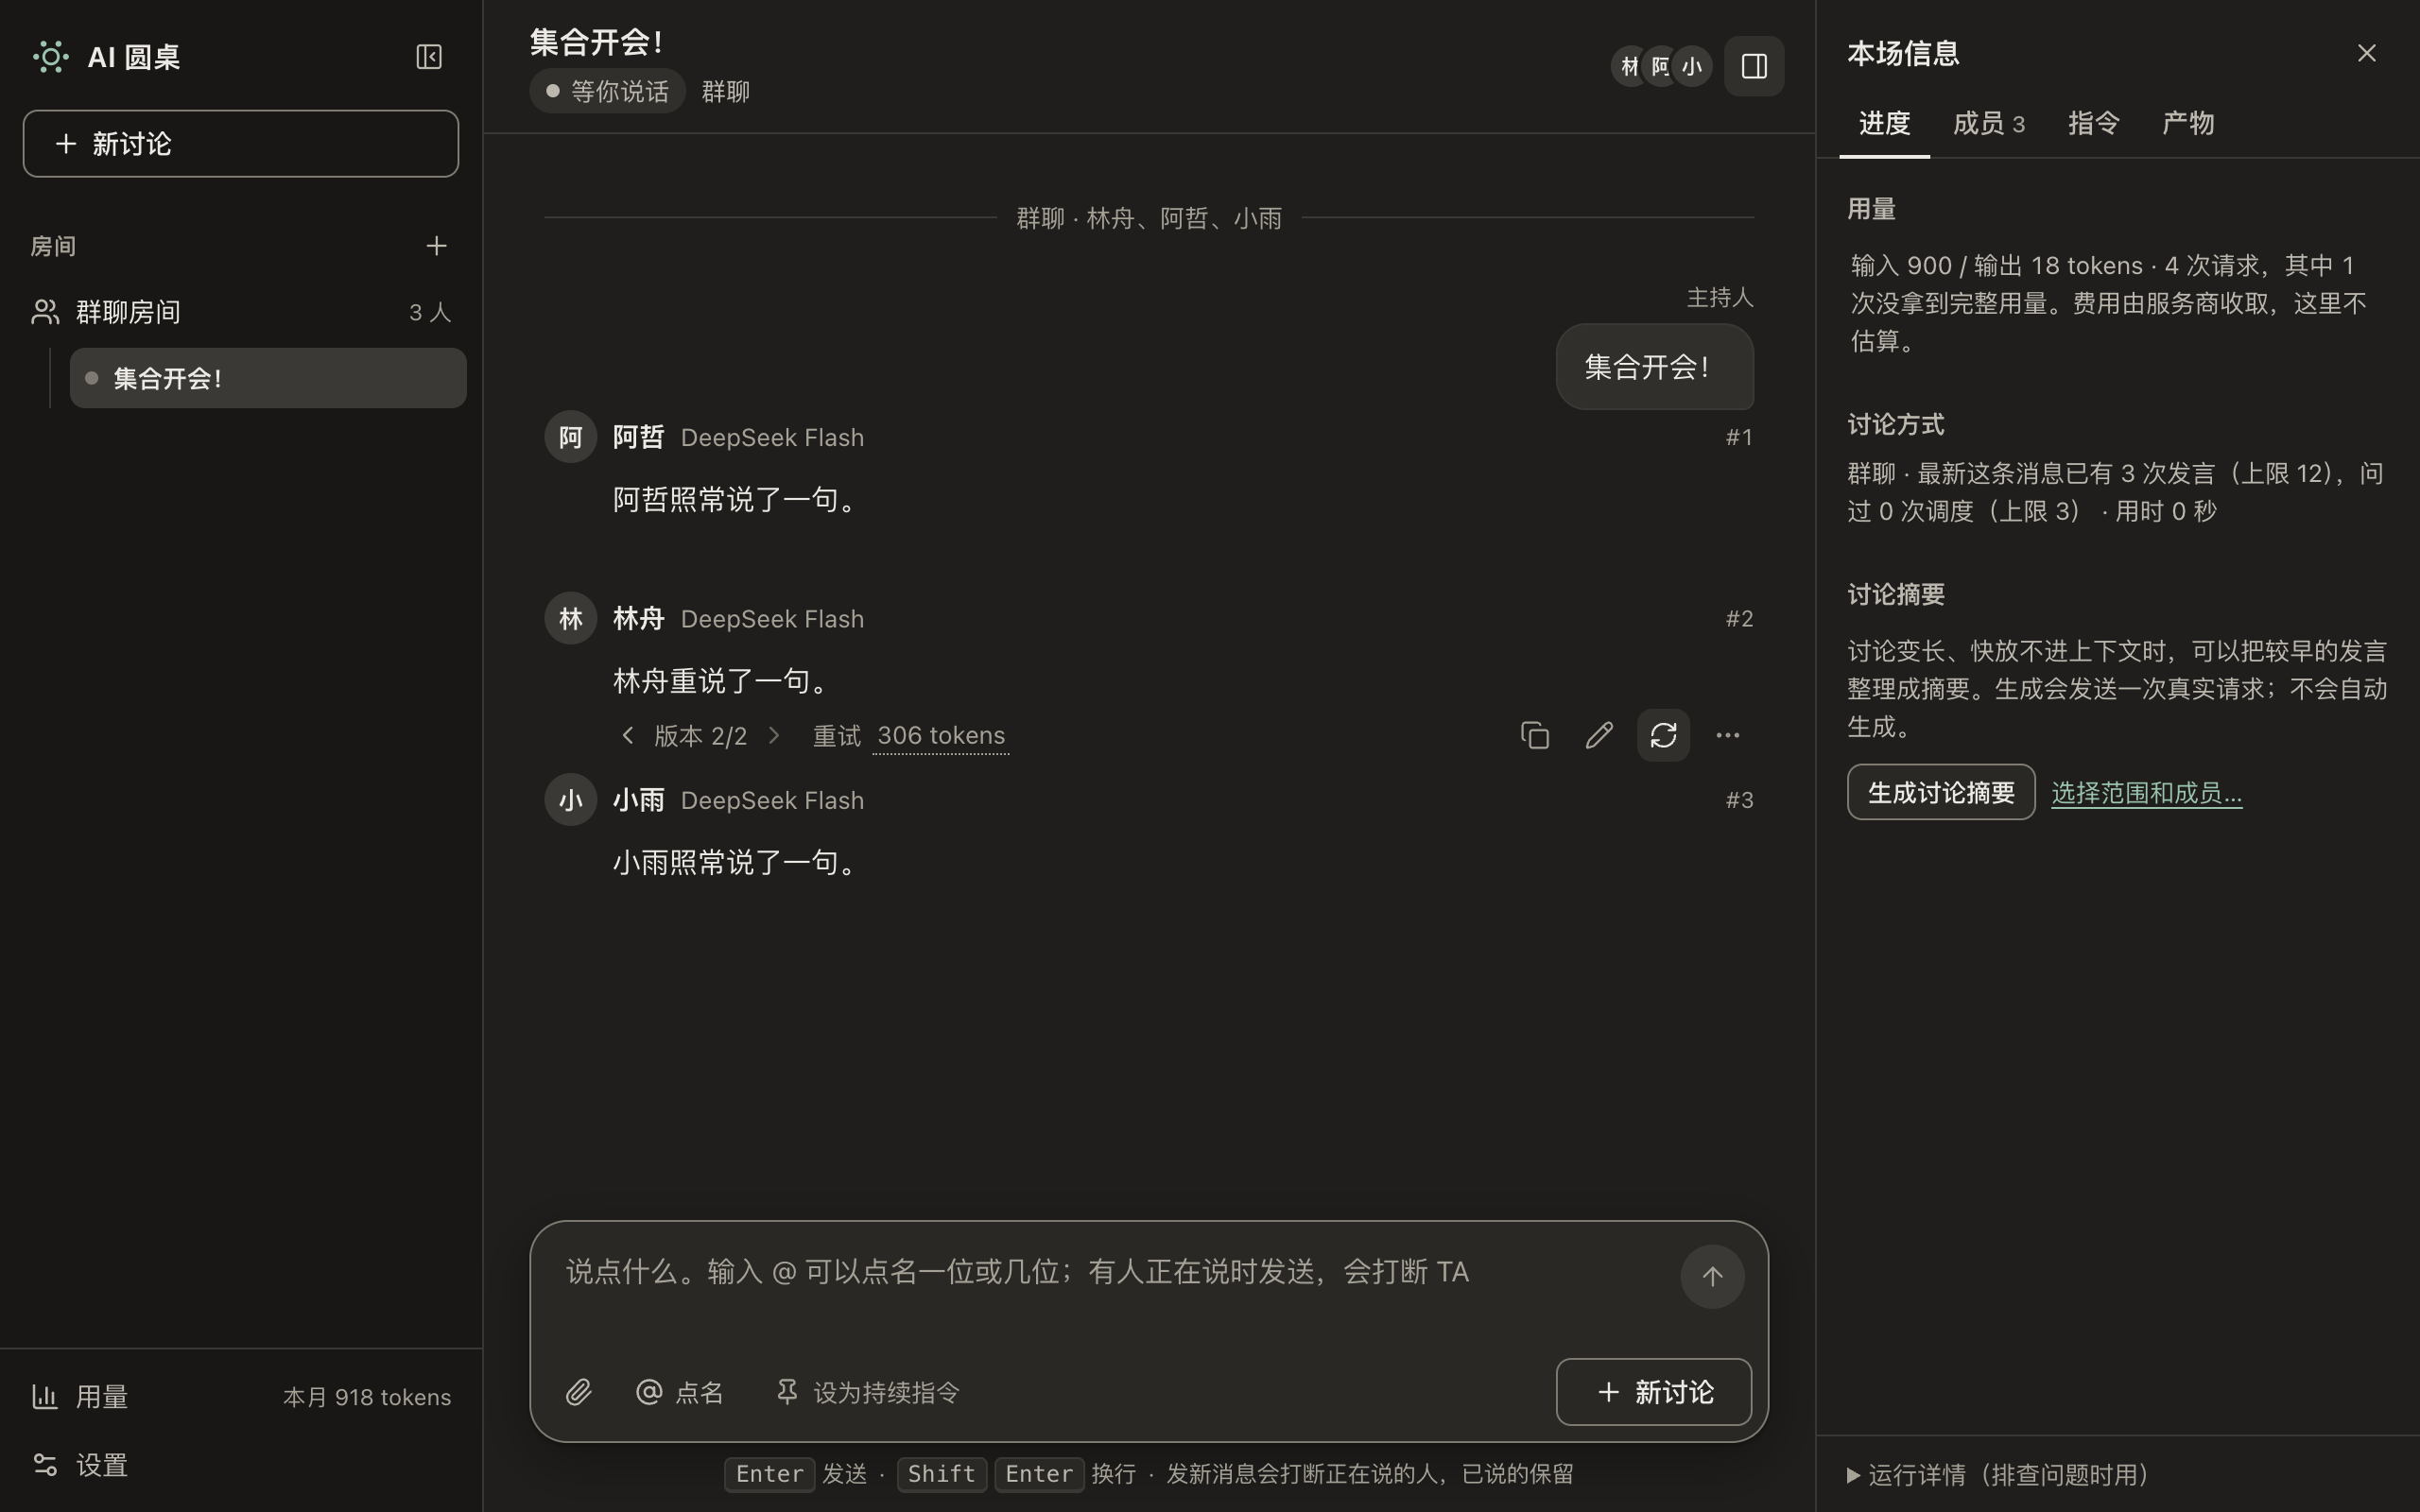 AI 圆桌
新讨论
房间
群聊房间 3 人
集合开会！
用量 本月 918 tokens
设置
集合开会！
等你说话 群聊
林 阿 小
群聊 · 林舟、阿哲、小雨
主持人
集合开会！
阿 阿哲 DeepSeek Flash #1
阿哲照常说了一句。
林 林舟 DeepSeek Flash #2
林舟重说了一句。
版本 2/2 重试 306 tokens
小 小雨 DeepSeek Flash #3
小雨照常说了一句。
说点什么。输入 @ 可以点名一位或几位；有人正在说时发送，会打断 TA
点名 设为持续指令 新讨论
Enter 发送 · Shift Enter 换行 · 发新消息会打断正在说的人，已说的保留
本场信息
进度 成员 3 指令 产物
用量
输入 900 / 输出 18 tokens · 4 次请求，其中 1
次没拿到完整用量。费用由服务商收取，这里不
估算。
讨论方式
群聊 · 最新这条消息已有 3 次发言（上限 12），问
过 0 次调度（上限 3） · 用时 0 秒
讨论摘要
讨论变长、快放不进上下文时，可以把较早的发言
整理成摘要。生成会发送一次真实请求；不会自动
生成。
生成讨论摘要 选择范围和成员…
运行详情（排查问题时用）